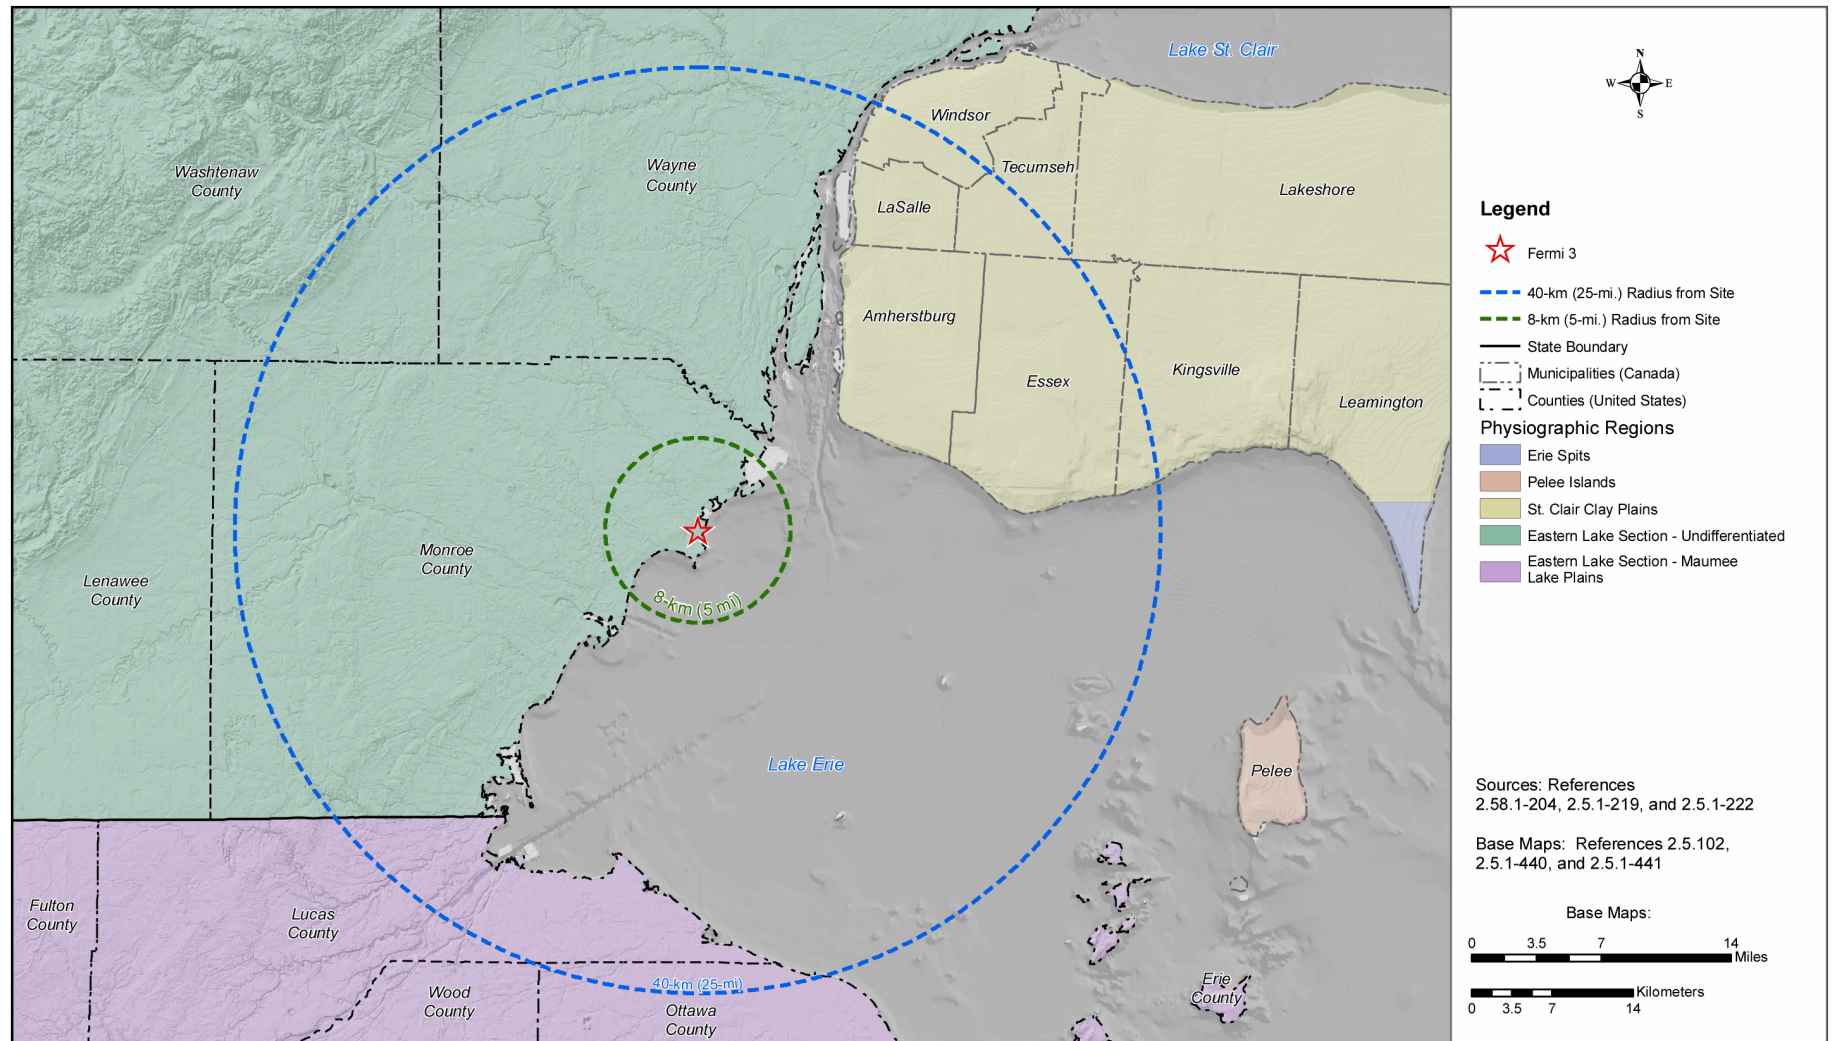 Lake St. Clair
Windsor
Wayne
County
Washtenaw
County
Tecumseh
Lakeshore
LaSalle
Amherstburg
Kingsville
Essex
Leamington
Monroe
County
Lenawee
County
8-km (5 mi)
Lake Erie
Pelee
Fulton
County
Lucas
County
40-km (25-mi)
Wood
County
Ottawa
County
Erie
County
N
W
E
S
Legend
Fermi 3
40-km (25-mi.) Radius from Site
8-km (5-mi.) Radius from Site
State Boundary
Municipalities (Canada)
Counties (United States)
Physiographic Regions
Erie Spits
Pelee Islands
St. Clair Clay Plains
Eastern Lake Section - Undifferentiated
Eastern Lake Section - Maumee
Lake Plains
Sources: References
2.58.1-204, 2.5.1-219, and 2.5.1-222
Base Maps: References 2.5.102,
2.5.1-440, and 2.5.1-441
Base Maps:
0 3.5 7 14
Miles
Kilometers
0 3.5 7 14